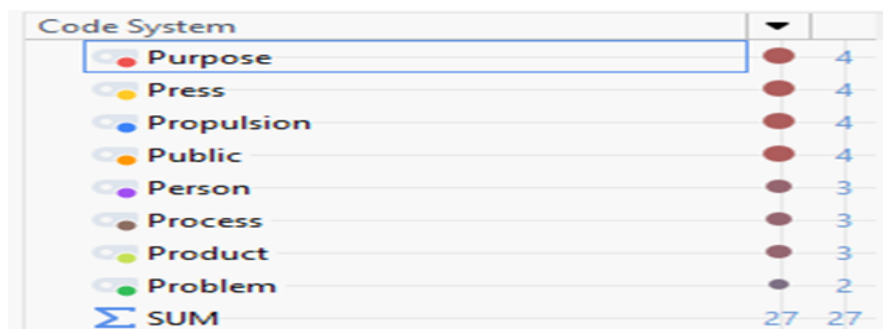 Code System
Purpose 4
Press 4
Propulsion 4
Public 4
Person 3
Process 3
Product 3
Problem 2
Σ SUM 27 27